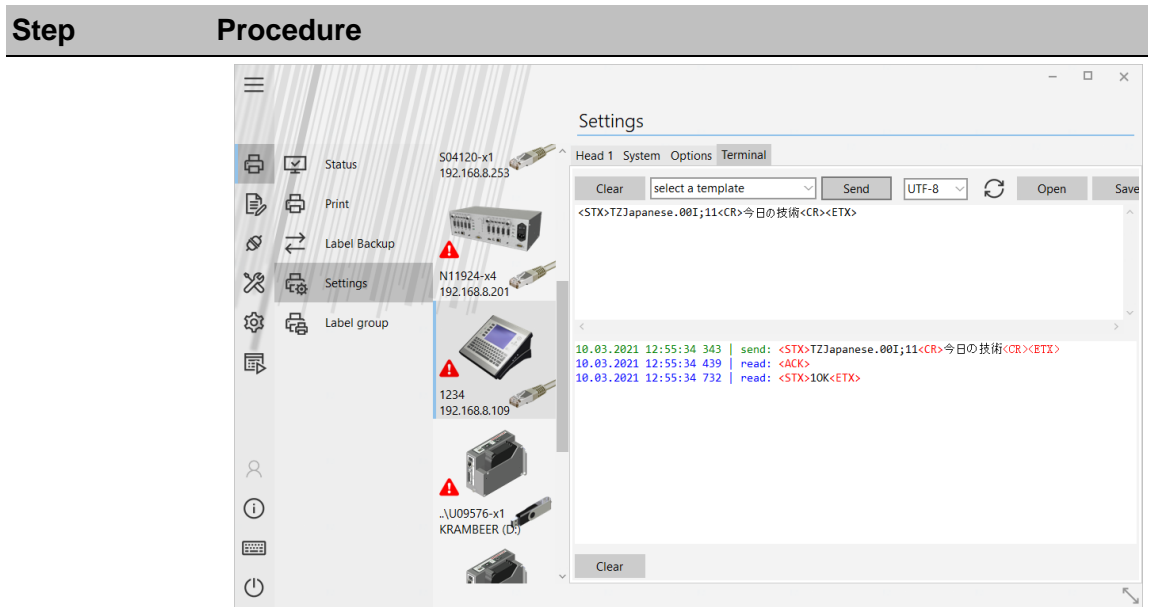 Step Procedure
Settings
Head 1 System Options Terminal
Clear select a template Send UTF-8 Open Save
<STX>TZJapanese.00I;11<CR>今日の技術<CR><ETX>
10.03.2021 12:55:34 343 | send: <STX>TZJapanese.00I;11<CR>今日の技術<CR><ETX>
10.03.2021 12:55:34 439 | read: <ACK>
10.03.2021 12:55:34 732 | read: <STX>1OK<ETX>
Clear
Status
Print
Label Backup
Settings
Label group
S04120-x1
192.168.8.253
N11924-x4
192.168.8.201
1234
192.168.8.109
..\U09576-x1
KRAMBEER (D:)